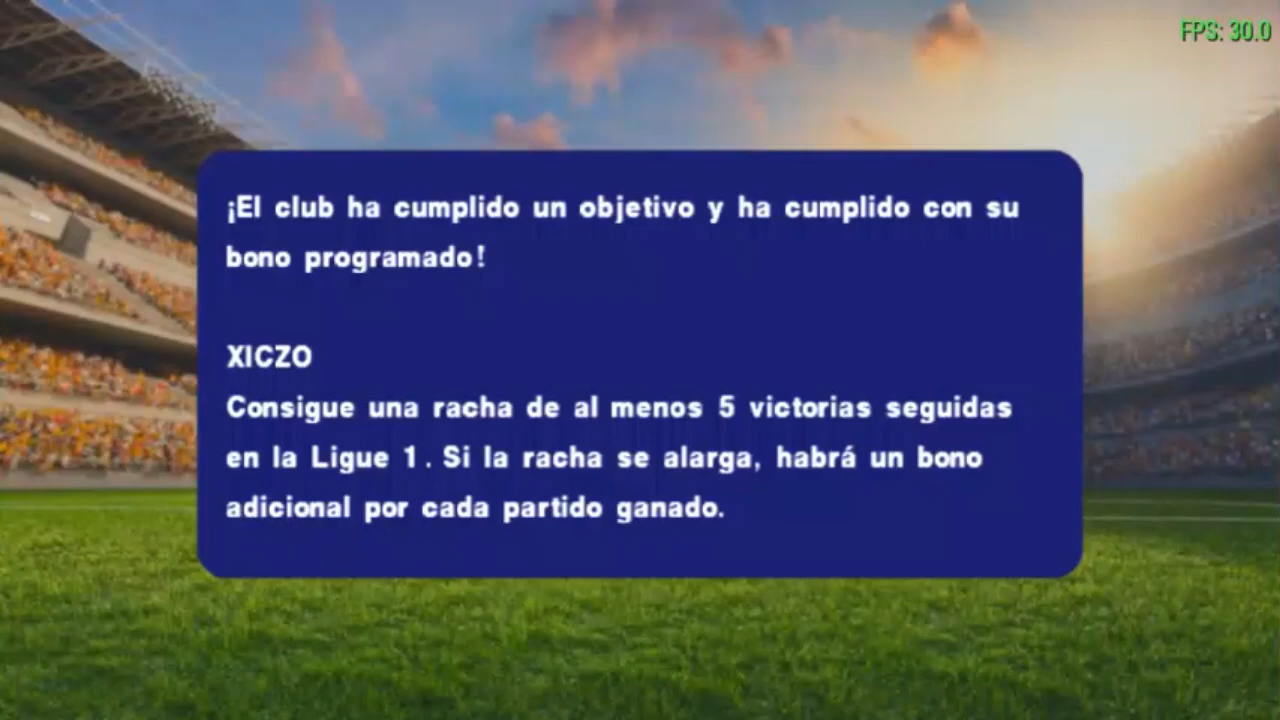 FPS: 30.0
¡El club ha cumplido un objetivo y ha cumplido con su
bono programado!
XICZO
Consigue una racha de al menos 5 victorias seguidas
en la Ligue 1. Si la racha se alarga, habrá un bono
adicional por cada partido ganado.